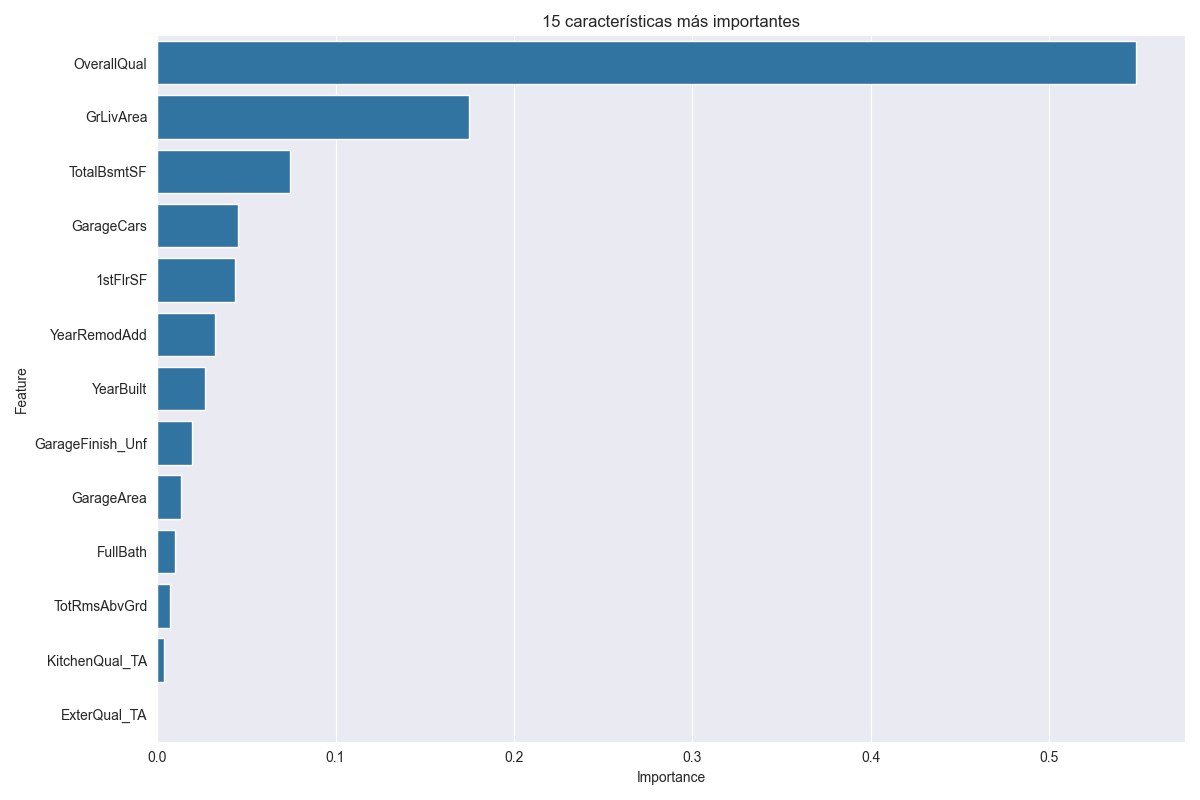 15 características más importantes
OverallQual
GrLivArea
TotalBsmtSF
GarageCars
1stFlrSF
YearRemodAdd
YearBuilt
GarageFinish_Unf
GarageArea
FullBath
TotRmsAbvGrd
KitchenQual_TA
ExterQual_TA
Feature
0.0 0.1 0.2 0.3 0.4 0.5
Importance